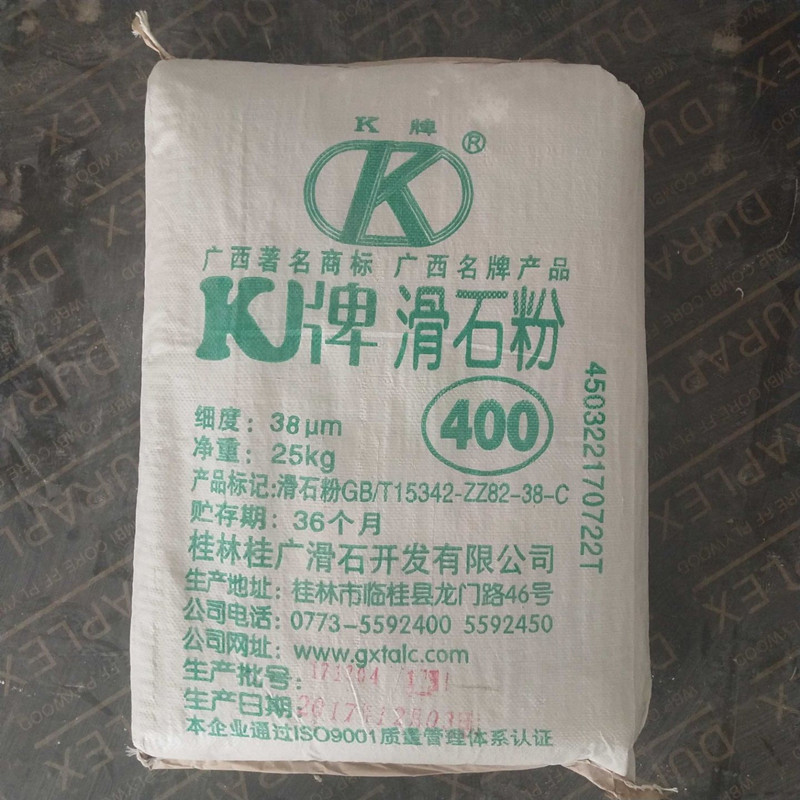 K 牌
K ®
广西著名商标 广西名牌产品
K牌 滑石粉
400
细度：38μm
净重：25kg
产品标记：滑石粉GB/T15342-ZZ82-38-C
贮存期：36个月
桂林桂广滑石开发有限公司
生产地址：桂林市临桂县龙门路46号
公司电话：0773-5592400 5592450
公司网址：www.gxtalc.com
生产批号：
生产日期
本企业通过ISO9001质量管理体系认证
450322170722T
DURAPLEX
DURAPLEX
DURAPLEX